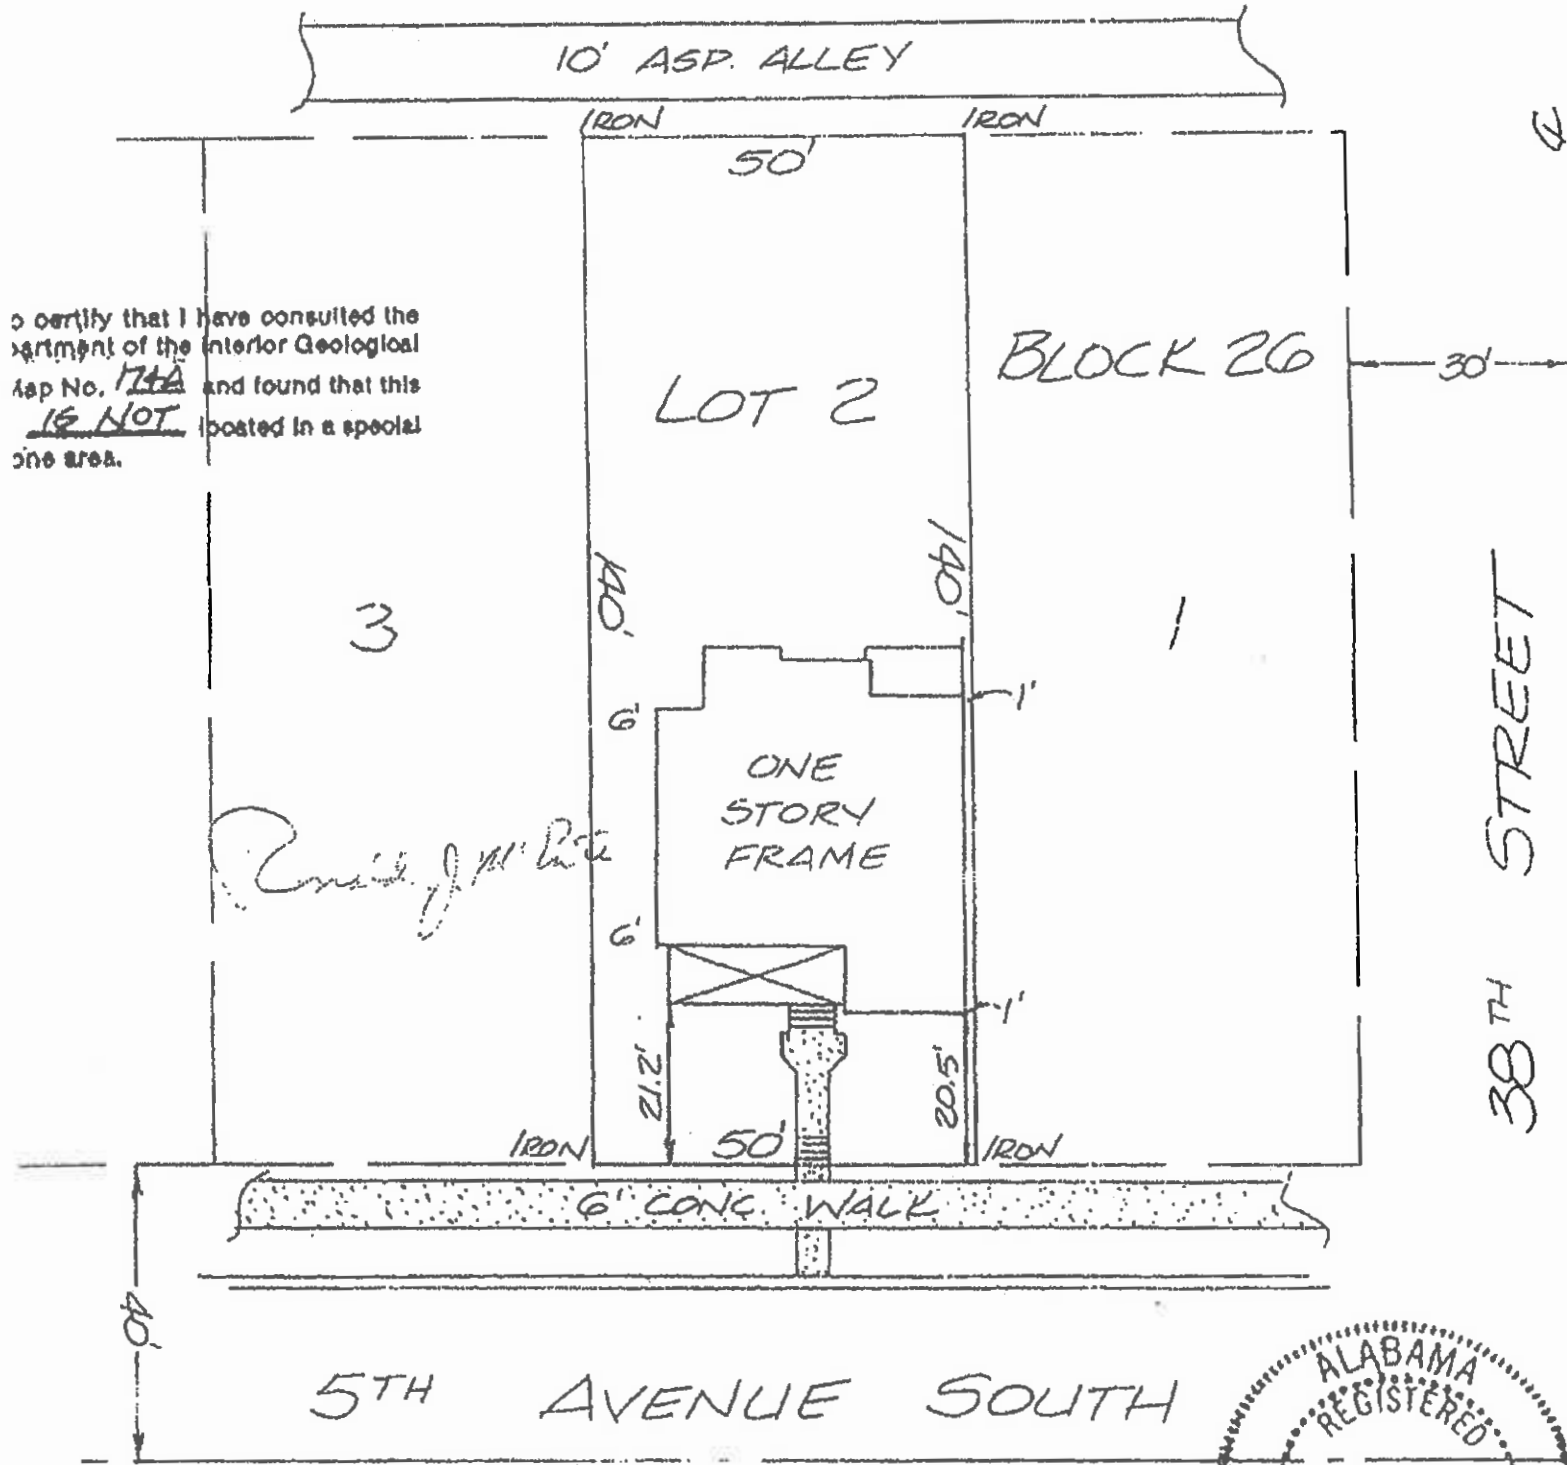 10' ASP. ALLEY
IRON
IRON
50'
o certify that I have consulted the
partment of the Interior Geological
Map No. 174A and found that this
IS NOT located in a special
one area.
LOT 2
BLOCK 26
30'
140'
140'
3
1
6'
1'
ONE
STORY
FRAME
6'
1'
21.2'
20.5'
IRON
50'
IRON
6' CONC. WALK
40'
5TH AVENUE SOUTH
38TH STREET
ALABAMA
REGISTERED